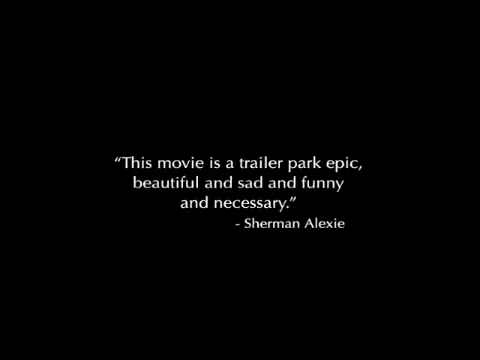 “This movie is a trailer park epic,
beautiful and sad and funny
and necessary.”
- Sherman Alexie